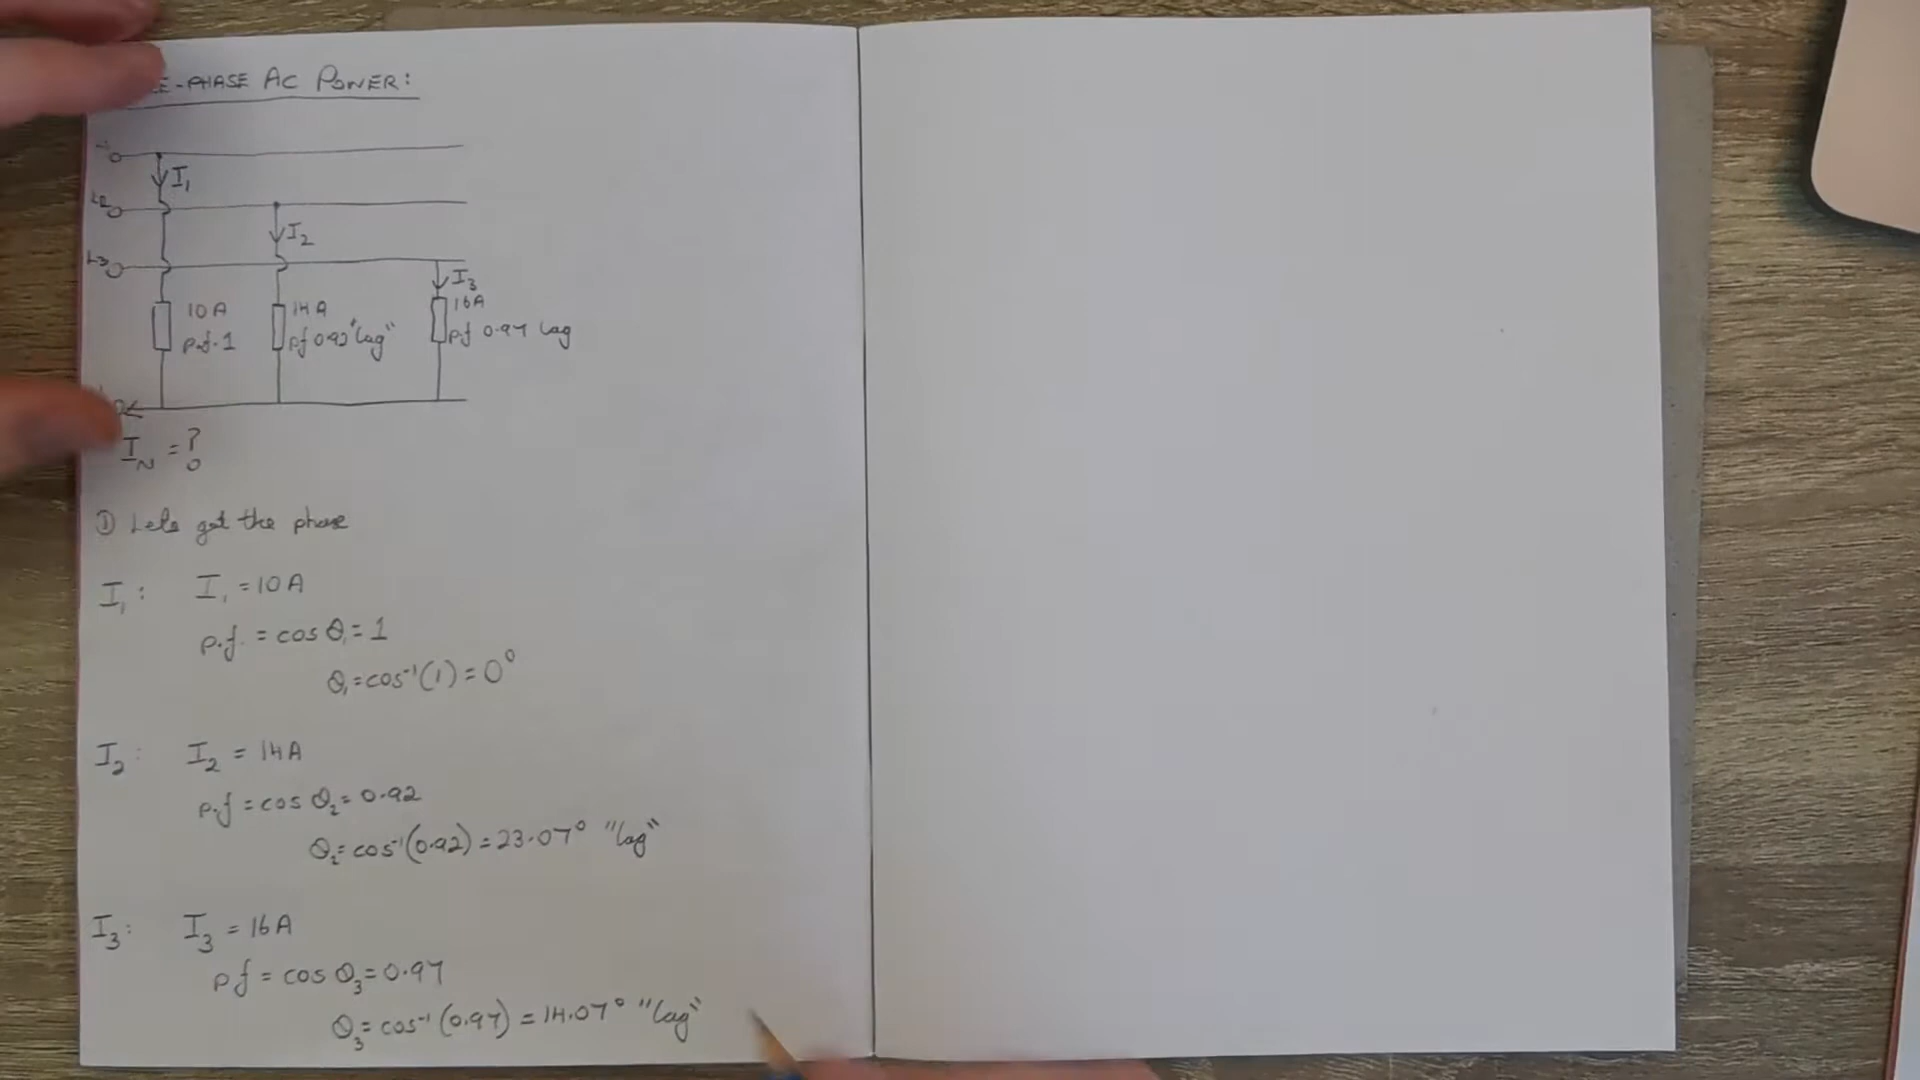 E-PHASE AC POWER:
I₁
L2
I₂
L3
I₃
10A
p.f. 1
14A
pf 0.92 "lag"
16A
pf 0.97 lag
I_N = ?
① Lets get the phase
I₁: I₁ = 10A
p.f. = cos θ₁ = 1
θ₁ = cos⁻¹(1) = 0°
I₂: I₂ = 14A
p.f = cos θ₂ = 0.92
θ₂ = cos⁻¹(0.92) = 23.07° "lag"
I₃: I₃ = 16A
pf = cos θ₃ = 0.97
θ₃ = cos⁻¹(0.97) = 14.07° "lag"